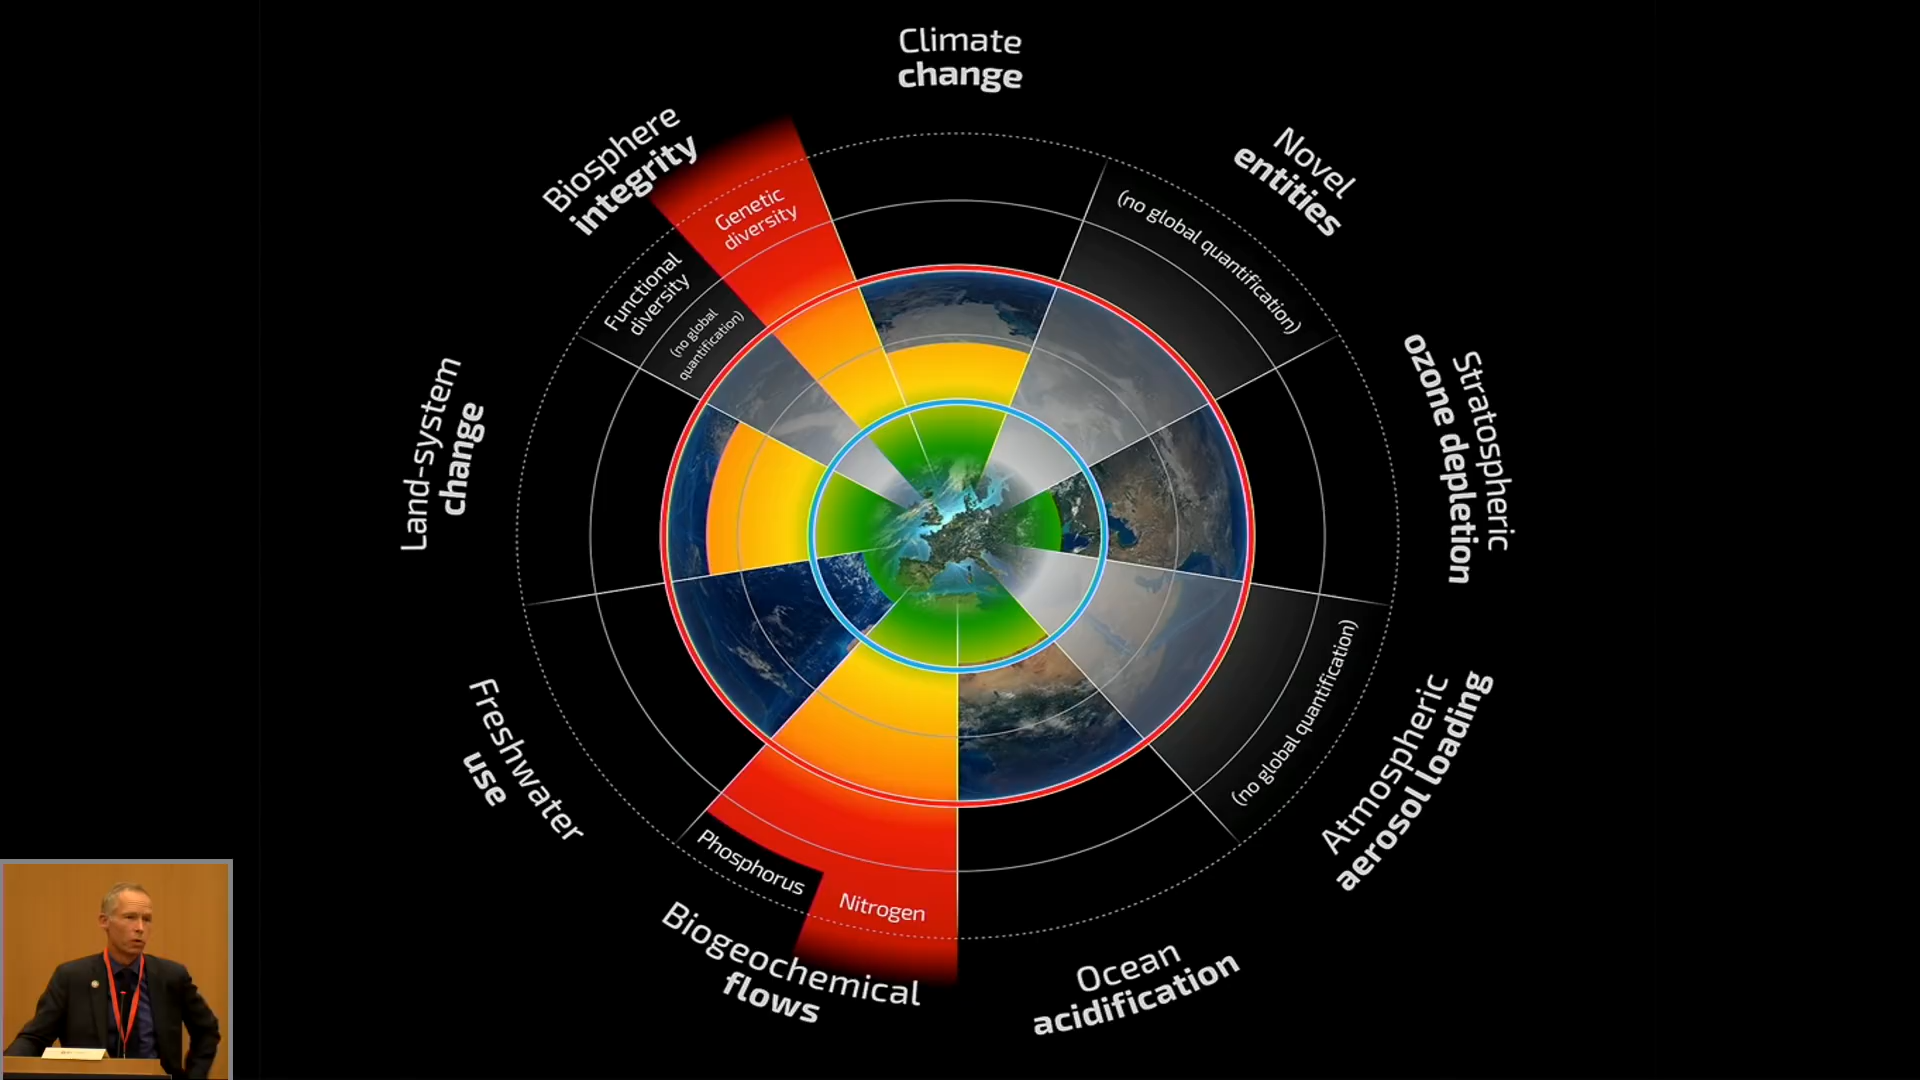 Climate
change
Novel
entities
(no global quantification)
Stratospheric
ozone depletion
Atmospheric
aerosol loading
(no global quantification)
Ocean
acidification
Biogeochemical
flows
Phosphorus
Nitrogen
Freshwater
use
Land-system
change
Biosphere
integrity
Functional
diversity
(no global
quantification)
Genetic
diversity